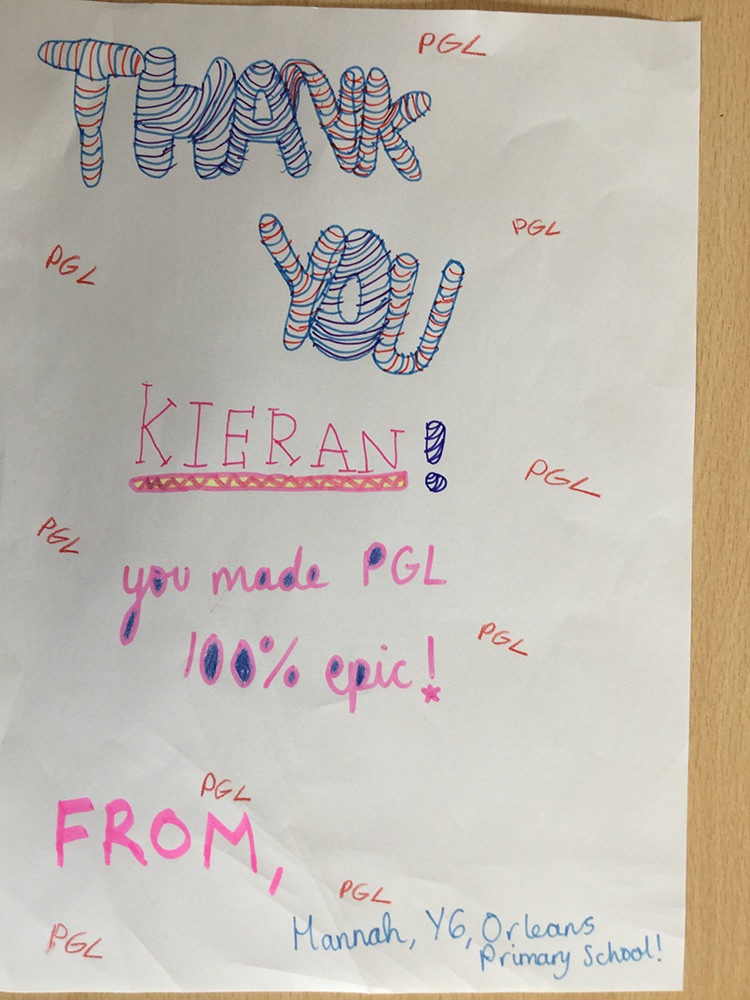 PGL
THANK
PGL
YOU
PGL
KIERAN!
PGL
PGL
you made PGL
100% epic!
PGL
PGL
FROM,
PGL
Hannah, Y6, Orleans
Primary School!
PGL